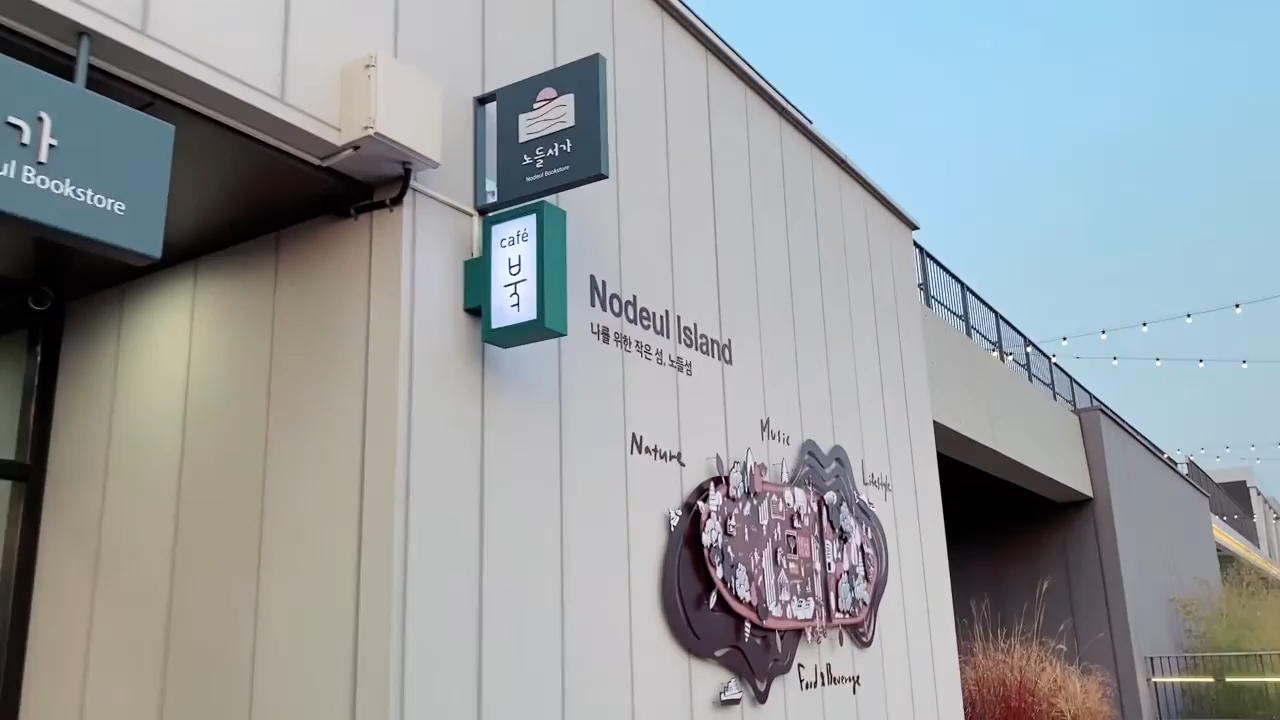 가
ul Bookstore
노들서가
Nodeul Bookstore
café
북
Nodeul Island
나를 위한 작은 섬, 노들섬
Music
Nature
Lifestyle
Food & Beverage